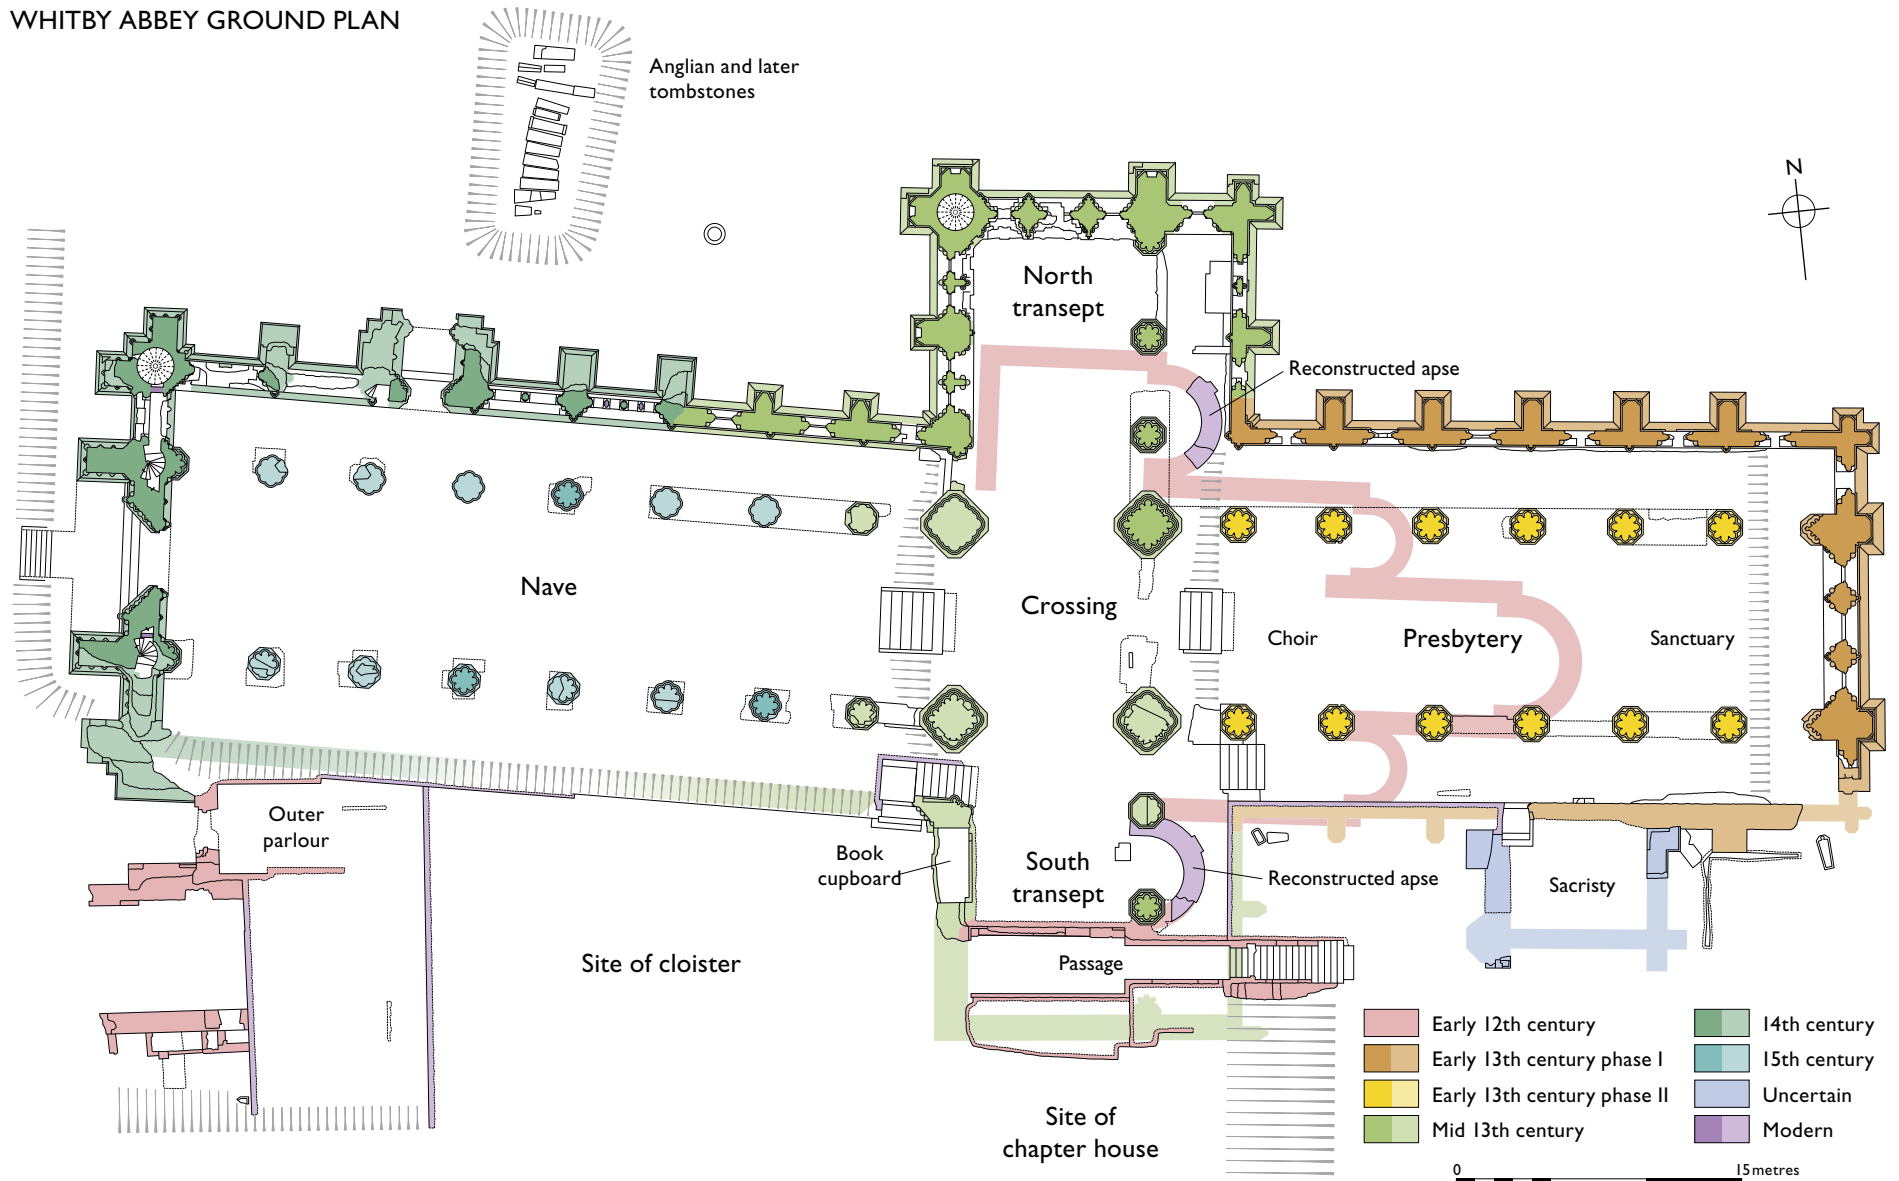 WHITBY ABBEY GROUND PLAN
Anglian and later
tombstones
N
North
transept
Reconstructed apse
Nave
Crossing
Choir
Presbytery
Sanctuary
Outer
parlour
Book
cupboard
South
transept
Reconstructed apse
Sacristy
Site of cloister
Passage
Site of
chapter house
Early 12th century
Early 13th century phase I
Early 13th century phase II
Mid 13th century
14th century
15th century
Uncertain
Modern
0 15 metres